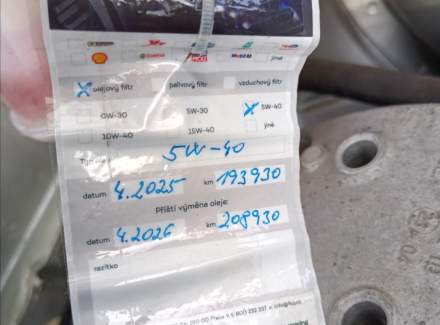 jiné
olejový filtr palivový filtr vzduchový filtr
0W-30 5W-30 5W-40
10W-40 15W-40 jiné
5W-40
datum 4.2025 km 193930
Příští výměna oleje:
datum 4.2026 km 208930
razítko